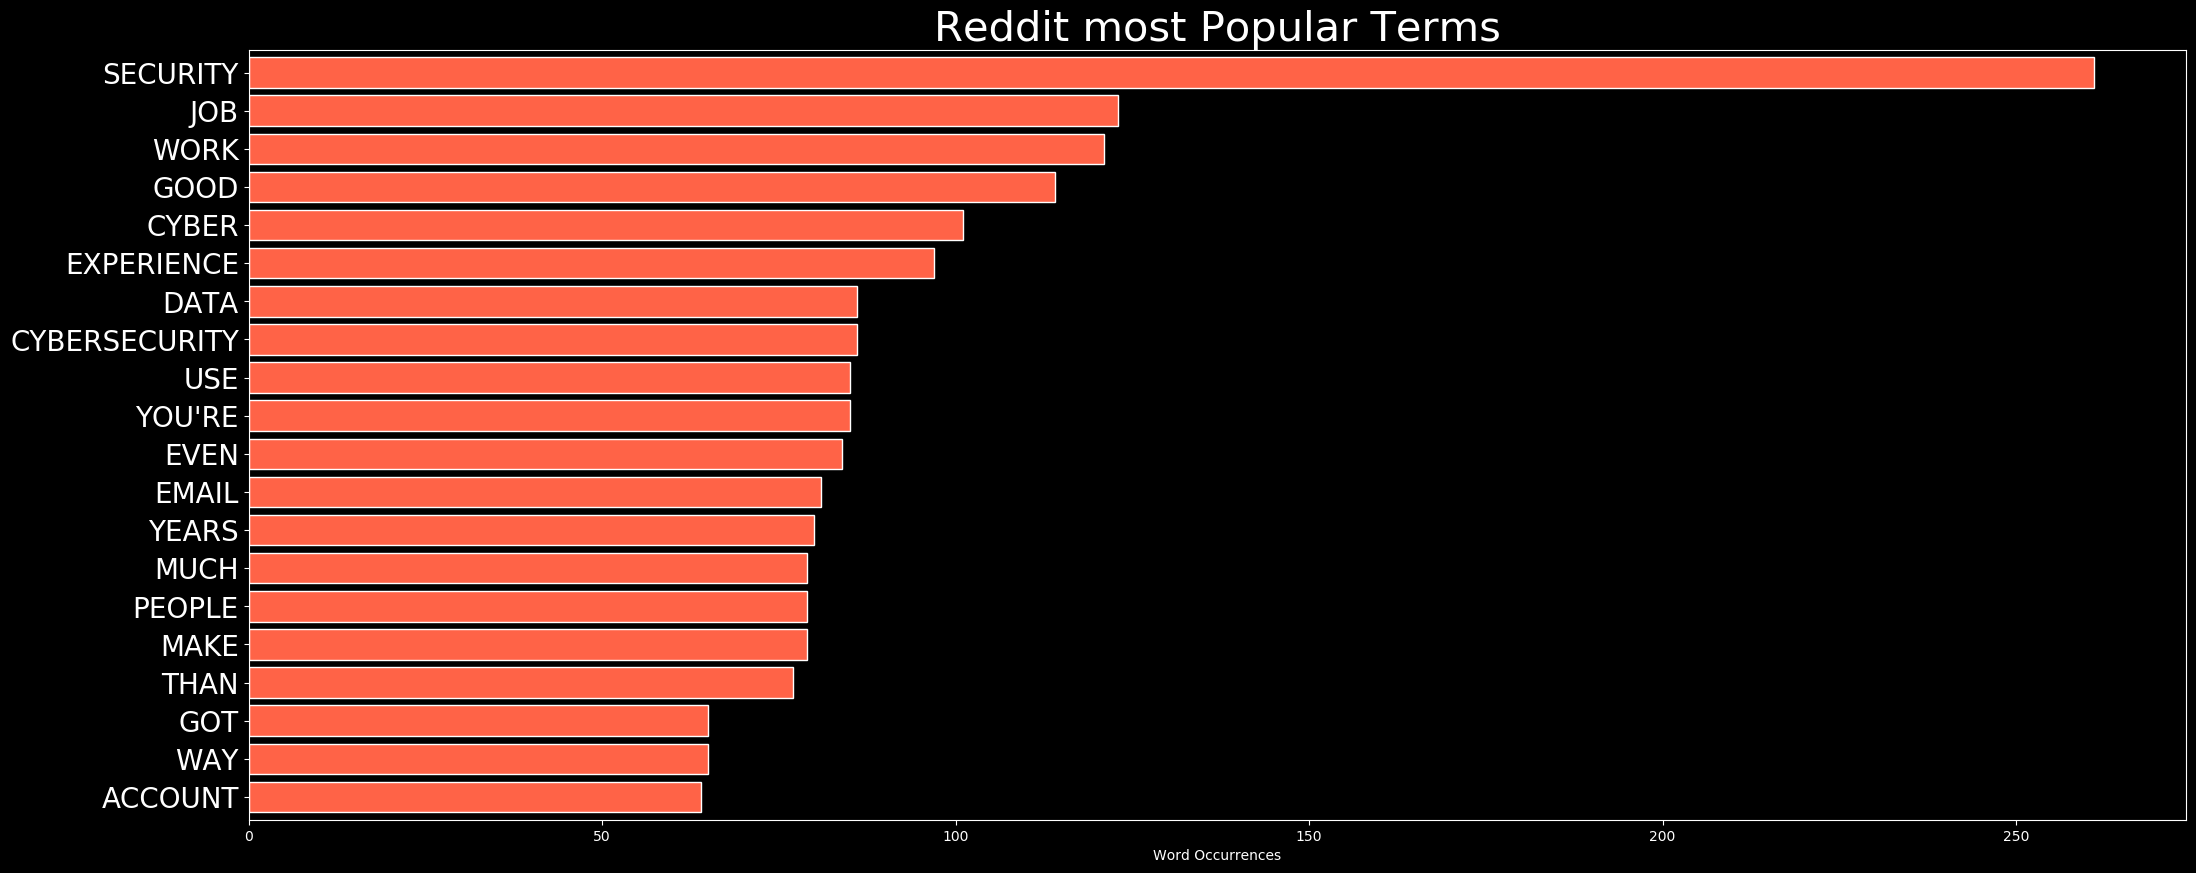 Reddit most Popular Terms
SECURITY
JOB
WORK
GOOD
CYBER
EXPERIENCE
DATA
CYBERSECURITY
USE
YOU'RE
EVEN
EMAIL
YEARS
MUCH
PEOPLE
MAKE
THAN
GOT
WAY
ACCOUNT
0 50 100 150 200 250
Word Occurrences